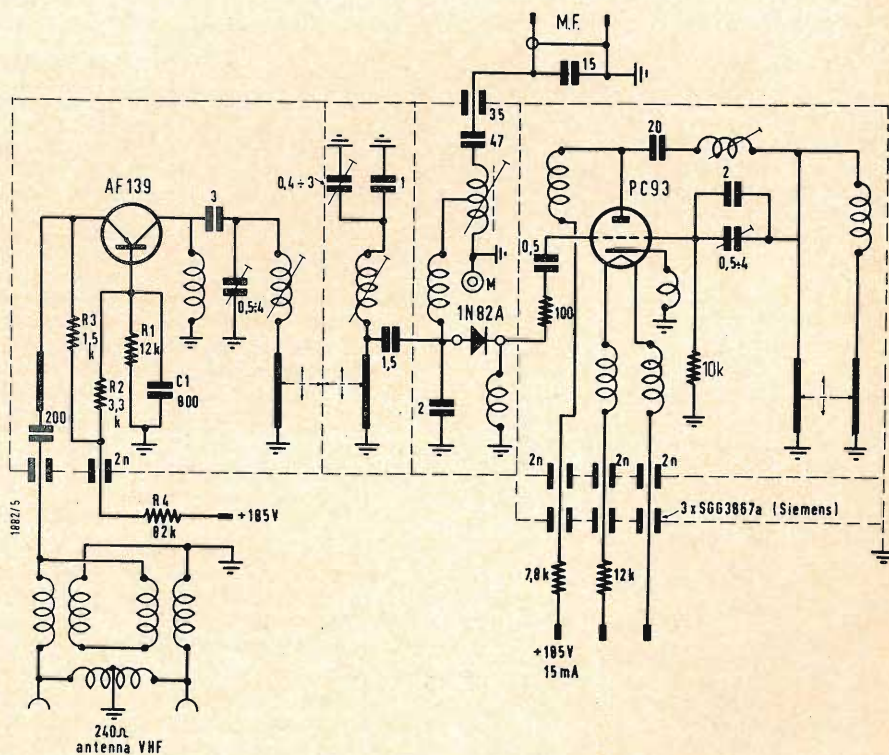 M.F.
15
35
47
AF139
3
0,4÷3
1
20
PC93
2
0,5÷4
0,5
R3
1,5
k
R1
12k
R2
3,3
k
C1
800
0,5÷4
M
1N82A
100
1,5
2
10k
200
2n
2n
2n
2n
1882/5
R4
82k
+185V
3xSGG3867a (Siemens)
7,8k
12k
+185V
15mA
240Ω
antenna VHF